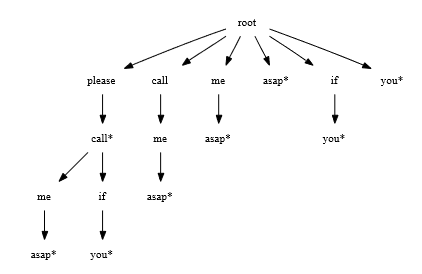 root
please call me asap* if you*
call* me asap* you*
me if asap*
asap* you*